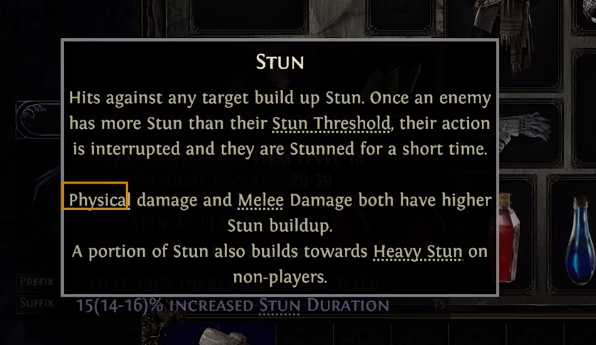 Stun
Hits against any target build up Stun. Once an enemy
has more Stun than their Stun Threshold, their action
is interrupted and they are Stunned for a short time.
Physical damage and Melee Damage both have higher
Stun buildup.
A portion of Stun also builds towards Heavy Stun on
non-players.
Prefix
Suffix 15(14-16)% increased Stun Duration T5